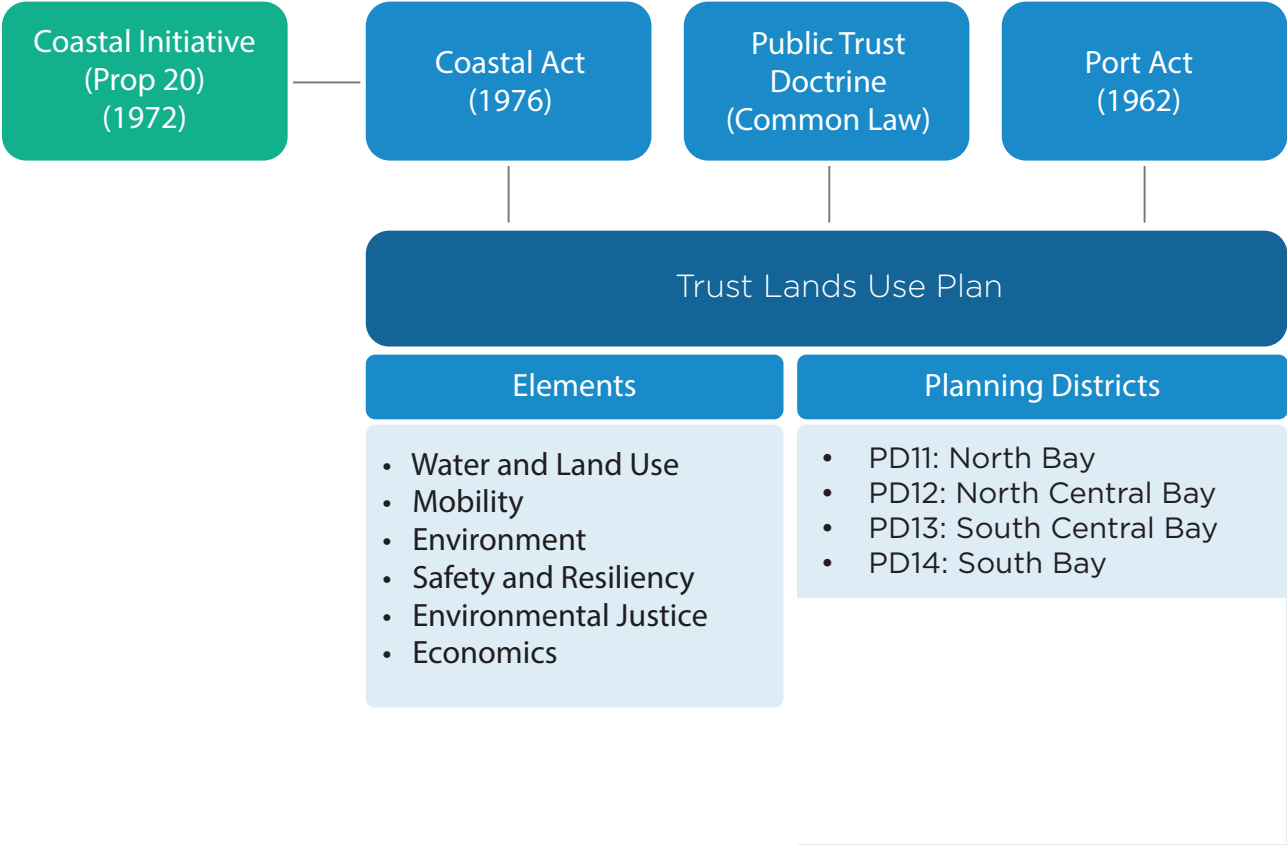 Coastal Initiative
(Prop 20)
(1972)
Coastal Act
(1976)
Public Trust
Doctrine
(Common Law)
Port Act
(1962)
Trust Lands Use Plan
Elements
• Water and Land Use
• Mobility
• Environment
• Safety and Resiliency
• Environmental Justice
• Economics
Planning Districts
• PD11: North Bay
• PD12: North Central Bay
• PD13: South Central Bay
• PD14: South Bay